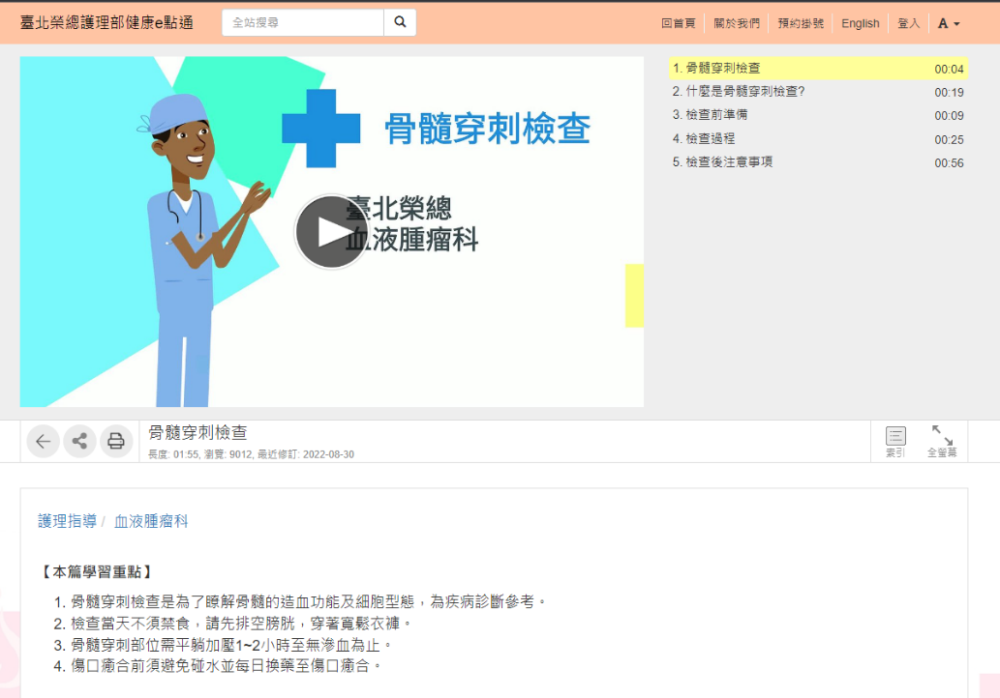 臺北榮總護理部健康e點通
全站搜尋
回首頁 關於我們 預約掛號 English 登入 A
骨髓穿刺檢查
臺北榮總
血液腫瘤科
1. 骨髓穿刺檢查 00:04
2. 什麼是骨髓穿刺檢查? 00:19
3. 檢查前準備 00:09
4. 檢查過程 00:25
5. 檢查後注意事項 00:56
骨髓穿刺檢查
長度: 01:55, 瀏覽: 9012, 最近修訂: 2022-08-30
索引
全螢幕
護理指導 / 血液腫瘤科
【本篇學習重點】
1. 骨髓穿刺檢查是為了瞭解骨髓的造血功能及細胞型態，為疾病診斷參考。
2. 檢查當天不須禁食，請先排空膀胱，穿著寬鬆衣褲。
3. 骨髓穿刺部位需平躺加壓1~2小時至無滲血為止。
4. 傷口癒合前須避免碰水並每日換藥至傷口癒合。